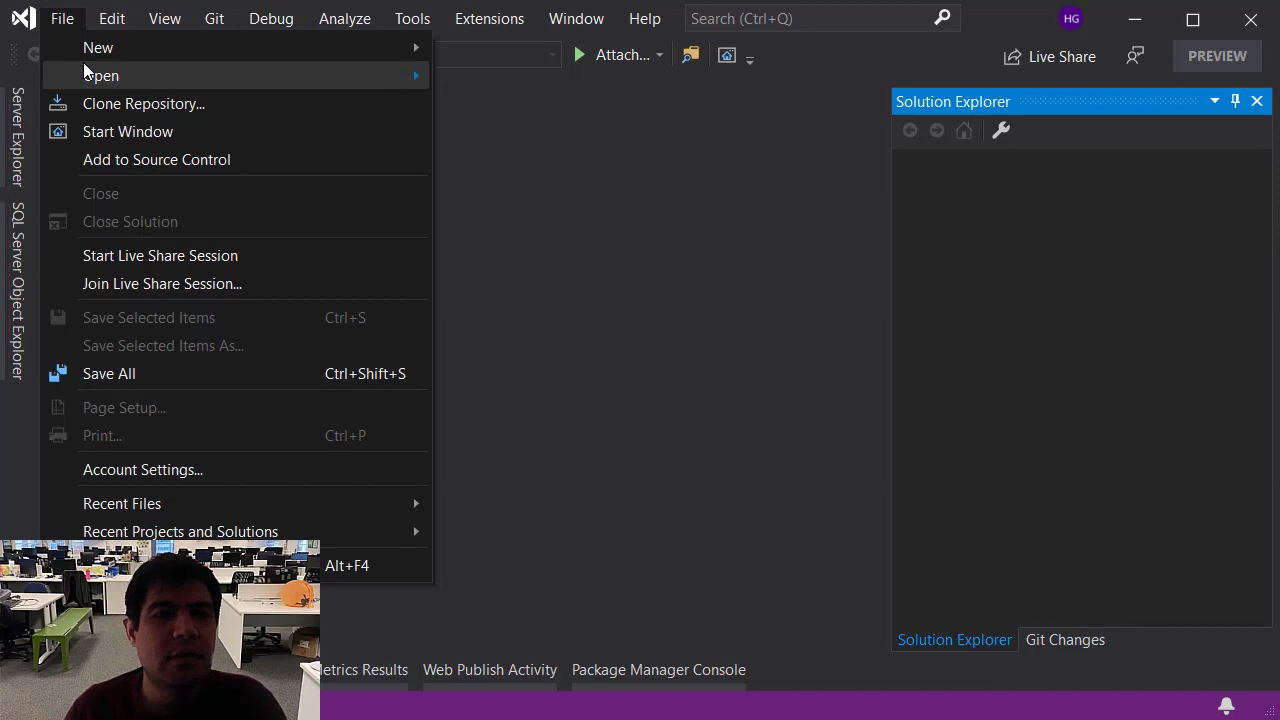 File Edit View Git Debug Analyze Tools Extensions Window Help Search (Ctrl+Q) HG
Attach... Live Share PREVIEW
New
Open
Clone Repository...
Start Window
Add to Source Control
Close
Close Solution
Start Live Share Session
Join Live Share Session...
Save Selected Items Ctrl+S
Save Selected Items As...
Save All Ctrl+Shift+S
Page Setup...
Print... Ctrl+P
Account Settings...
Recent Files
Recent Projects and Solutions
Alt+F4
Server Explorer
SQL Server Object Explorer
Solution Explorer
Solution Explorer Git Changes
Results Web Publish Activity Package Manager Console